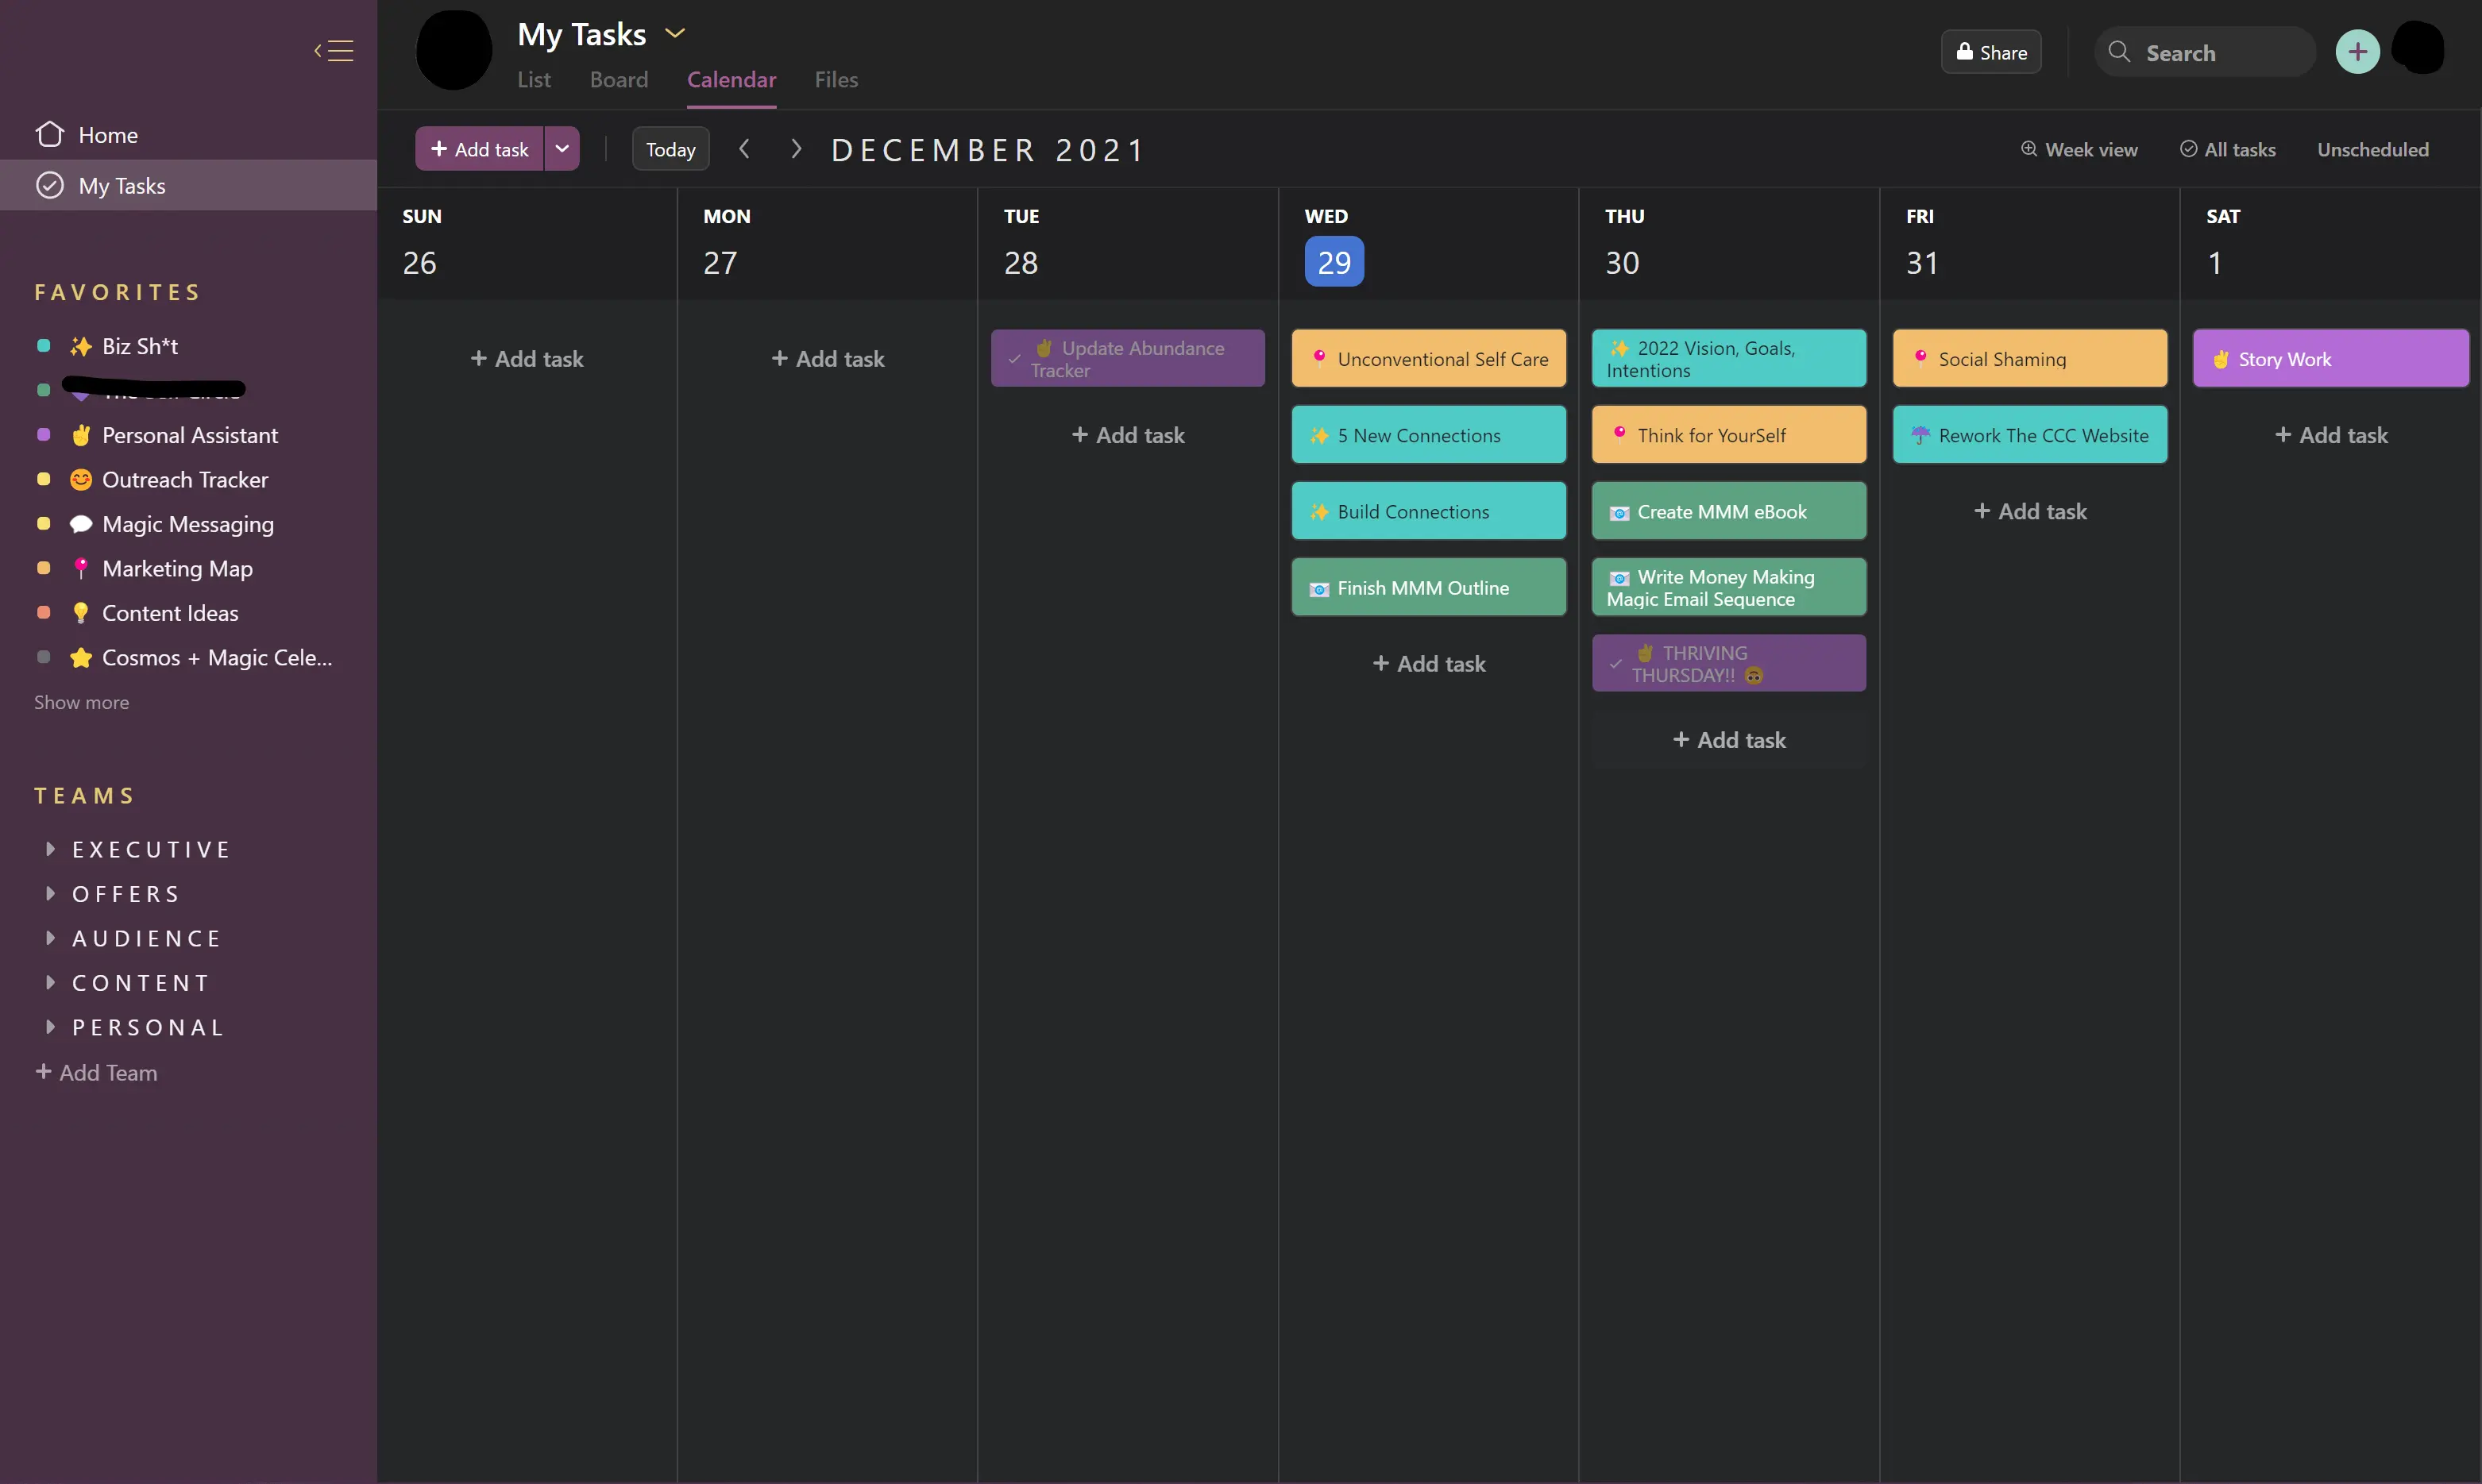 Home
My Tasks
FAVORITES
✨ Biz Sh*t
✌ Personal Assistant
😊 Outreach Tracker
💬 Magic Messaging
📍 Marketing Map
💡 Content Ideas
⭐ Cosmos + Magic Cele...
Show more
TEAMS
EXECUTIVE
OFFERS
AUDIENCE
CONTENT
PERSONAL
+ Add Team
My Tasks
List Board Calendar Files
Share
Search
+ Add task
Today
DECEMBER 2021
Week view
All tasks
Unscheduled
SUN
26
+ Add task
MON
27
+ Add task
TUE
28
✌ Update Abundance
Tracker
+ Add task
WED
29
📍 Unconventional Self Care
✨ 5 New Connections
✨ Build Connections
📧 Finish MMM Outline
+ Add task
THU
30
✨ 2022 Vision, Goals,
Intentions
📍 Think for YourSelf
📧 Create MMM eBook
📧 Write Money Making
Magic Email Sequence
✌ THRIVING
THURSDAY!! 🤓
+ Add task
FRI
31
📍 Social Shaming
☔ Rework The CCC Website
+ Add task
SAT
1
✌ Story Work
+ Add task